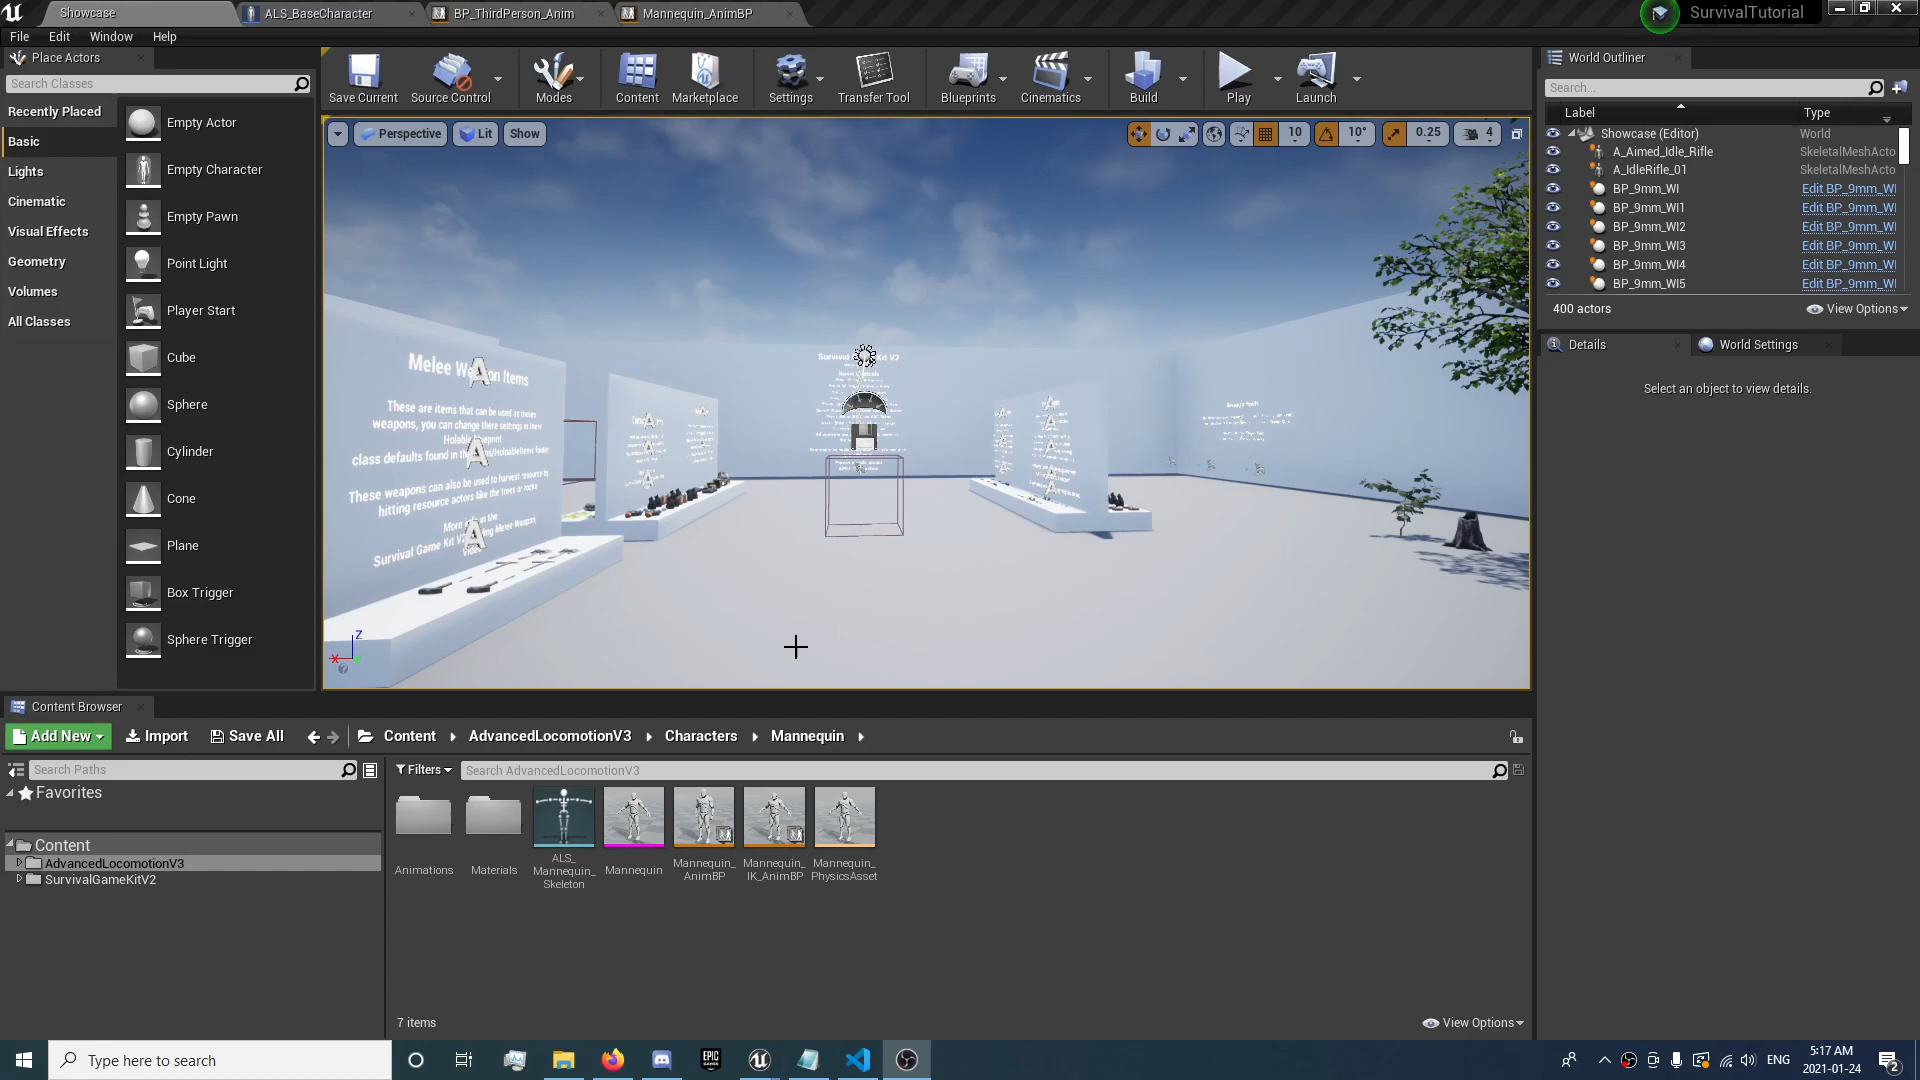 Showcase
ALS_BaseCharacter
BP_ThirdPerson_Anim
Mannequin_AnimBP
SurvivalTutorial
File Edit Window Help
Place Actors
Search Classes
Recently Placed
Basic
Lights
Cinematic
Visual Effects
Geometry
Volumes
All Classes
Empty Actor
Empty Character
Empty Pawn
Point Light
Player Start
Cube
Sphere
Cylinder
Cone
Plane
Box Trigger
Sphere Trigger
Save Current
Source Control
Modes
Content
Marketplace
Settings
Transfer Tool
Blueprints
Cinematics
Build
Play
Launch
Perspective
Lit
Show
10
10°
0.25
4
Melee Weapon Items
These are items that can be used as melee
weapons, you can change there settings in their
Holdable Blueprint
class defaults found in
These weapons can also be used to harvest resource by
hitting resource actors like the trees or rocks
More info on the
Survival Game Kit V2 Melee Weapon
Video
Survival Kit V2
Z
X
World Outliner
Search...
Label Type
Showcase (Editor) World
A_Aimed_Idle_Rifle SkeletalMeshActo
A_IdleRifle_01 SkeletalMeshActo
BP_9mm_WI Edit BP_9mm_WI
BP_9mm_WI1 Edit BP_9mm_WI
BP_9mm_WI2 Edit BP_9mm_WI
BP_9mm_WI3 Edit BP_9mm_WI
BP_9mm_WI4 Edit BP_9mm_WI
BP_9mm_WI5 Edit BP_9mm_WI
400 actors
View Options
Details
World Settings
Select an object to view details.
Content Browser
Add New
Import
Save All
Content
AdvancedLocomotionV3
Characters
Mannequin
Search Paths
Filters
Search AdvancedLocomotionV3
Favorites
Content
AdvancedLocomotionV3
SurvivalGameKitV2
Animations
Materials
ALS_
Mannequin_
Skeleton
Mannequin
Mannequin_
AnimBP
Mannequin_
IK_AnimBP
Mannequin_
PhysicsAsset
7 items
View Options
Type here to search
EPIC
GAMES
ENG
5:17 AM
2021-01-24
2